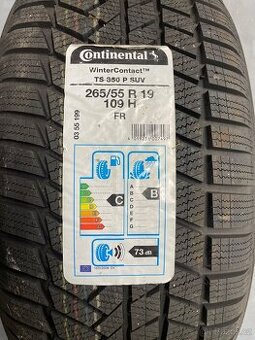 Continental
WinterContact™
TS 850 P SUV
265/55 R 19
109 H
FR
03 55 199
A
B
C
D
E
F
G
C
A
B
C
D
E
F
G
B
73 dB